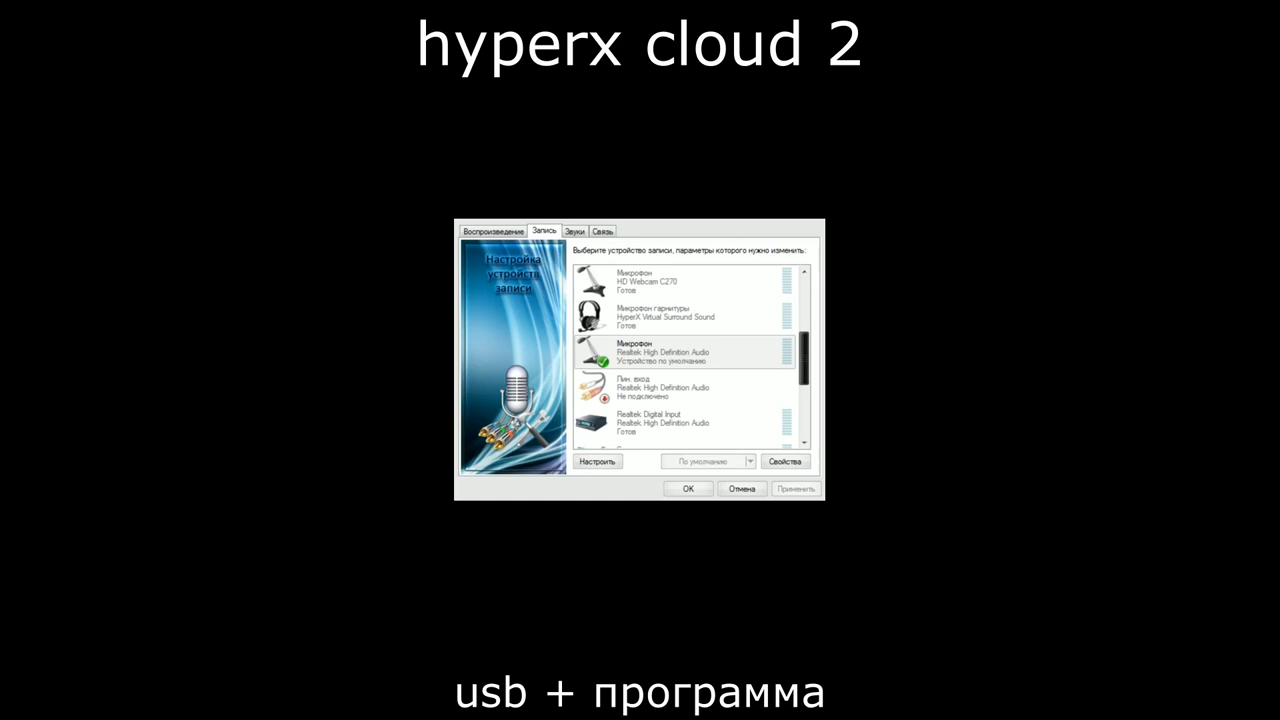 hyperx cloud 2
Воспроизведение Запись Звуки Связь
Настройка
устройств
записи
Выберите устройство записи, параметры которого нужно изменить:
Микрофон
HD Webcam C270
Готов
Микрофон гарнитуры
HyperX Virtual Surround Sound
Готов
Микрофон
Realtek High Definition Audio
Устройство по умолчанию
Лин. вход
Realtek High Definition Audio
Не подключено
Realtek Digital Input
Realtek High Definition Audio
Готов
Настроить По умолчанию Свойства
OK Отмена Применить
usb + программа